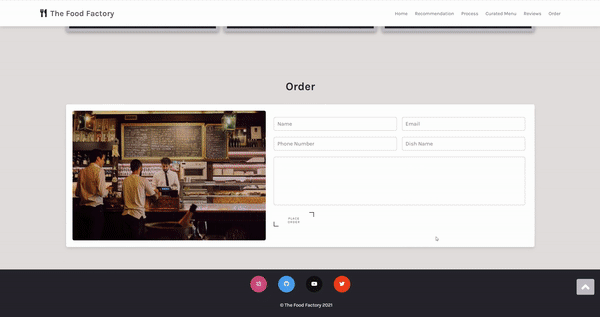 The Food Factory
Home Recommendation Process Curated Menu Reviews Order
Order
Name Email
Phone Number Dish Name
PLACE
ORDER
© The Food Factory 2021